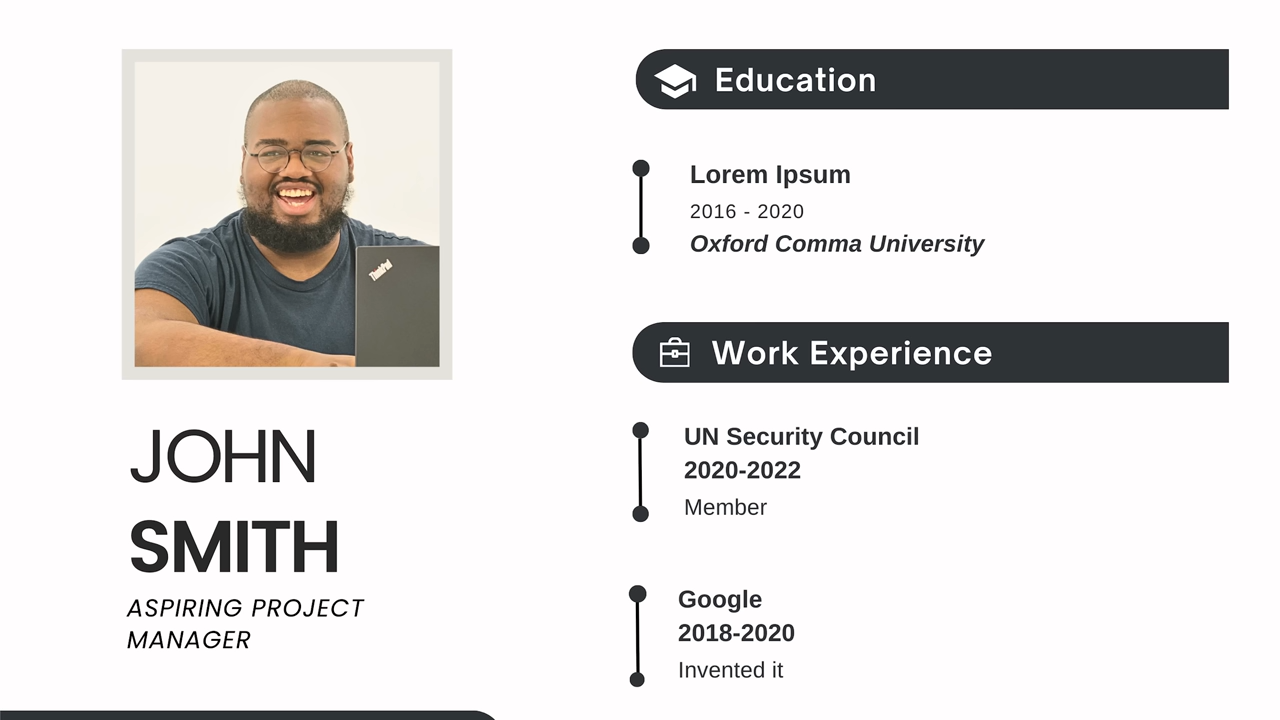 ThinkPad
JOHN
SMITH
ASPIRING PROJECT
MANAGER
Education
Lorem Ipsum
2016 - 2020
Oxford Comma University
Work Experience
UN Security Council
2020-2022
Member
Google
2018-2020
Invented it